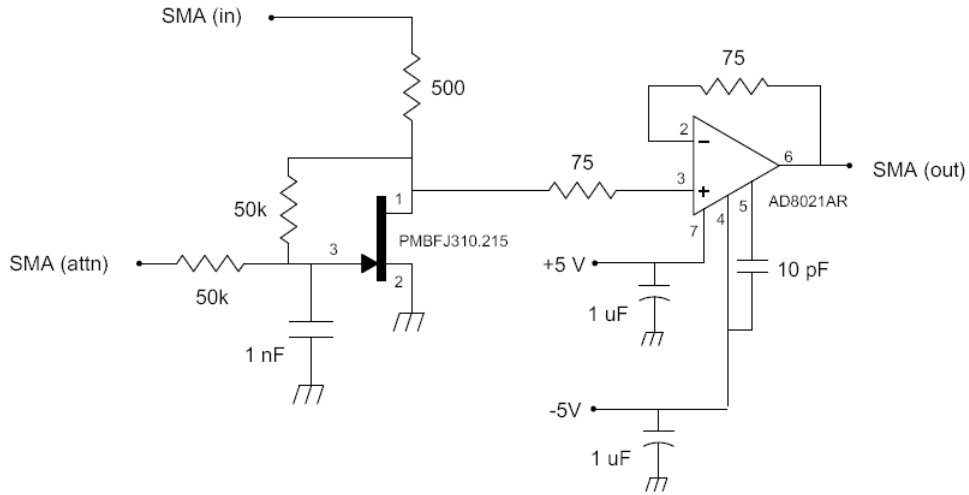 SMA (in)
500
75
2
6
SMA (out)
75
3
AD8021AR
5
4
7
50k
1
PMBFJ310.215
3
SMA (attn)
2
50k
+5 V
10 pF
1 uF
1 nF
-5V
1 uF